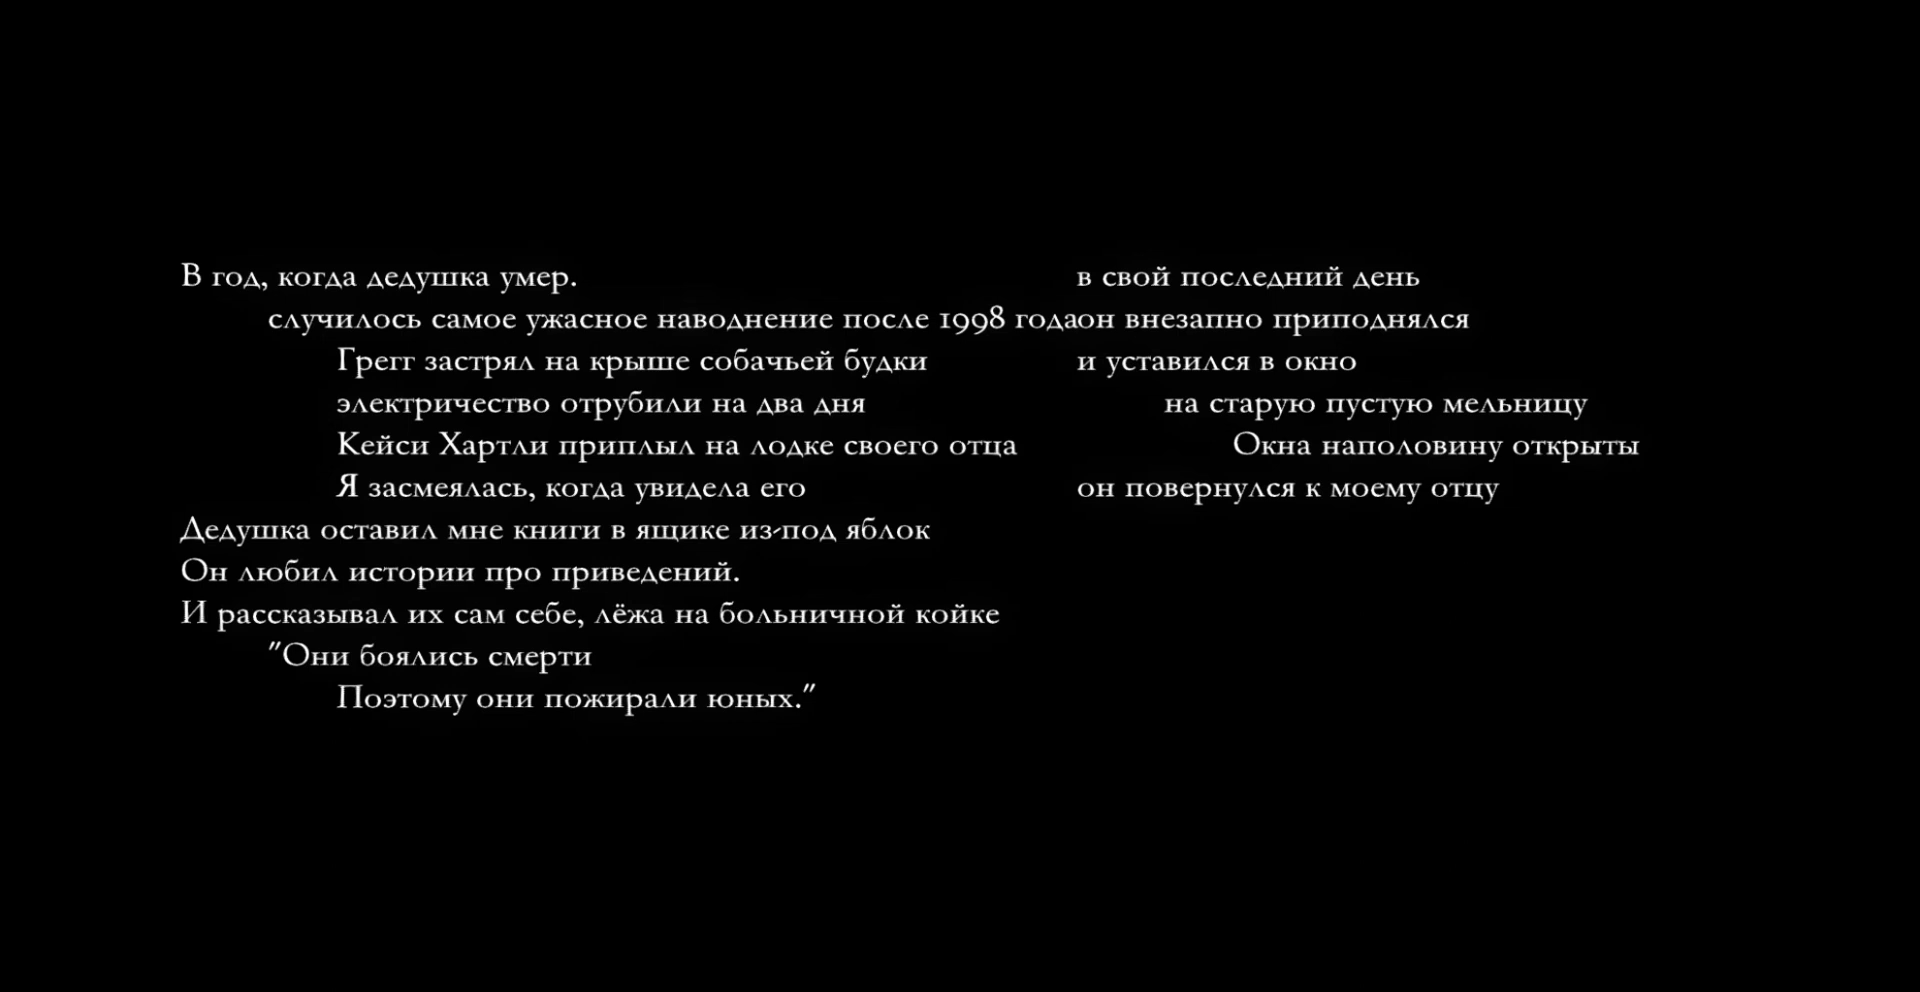 В год, когда дедушка умер.
случилось самое ужасное наводнение после 1998 года
Грегг застрял на крыше собачьей будки
электричество отрубили на два дня
Кейси Хартли приплыл на лодке своего отца
Я засмеялась, когда увидела его
Дедушка оставил мне книги в ящике из-под яблок
Он любил истории про приведений.
И рассказывал их сам себе, лёжа на больничной койке
"Они боялись смерти
Поэтому они пожирали юных."
в свой последний день
он внезапно приподнялся
и уставился в окно
на старую пустую мельницу
Окна наполовину открыты
он повернулся к моему отцу